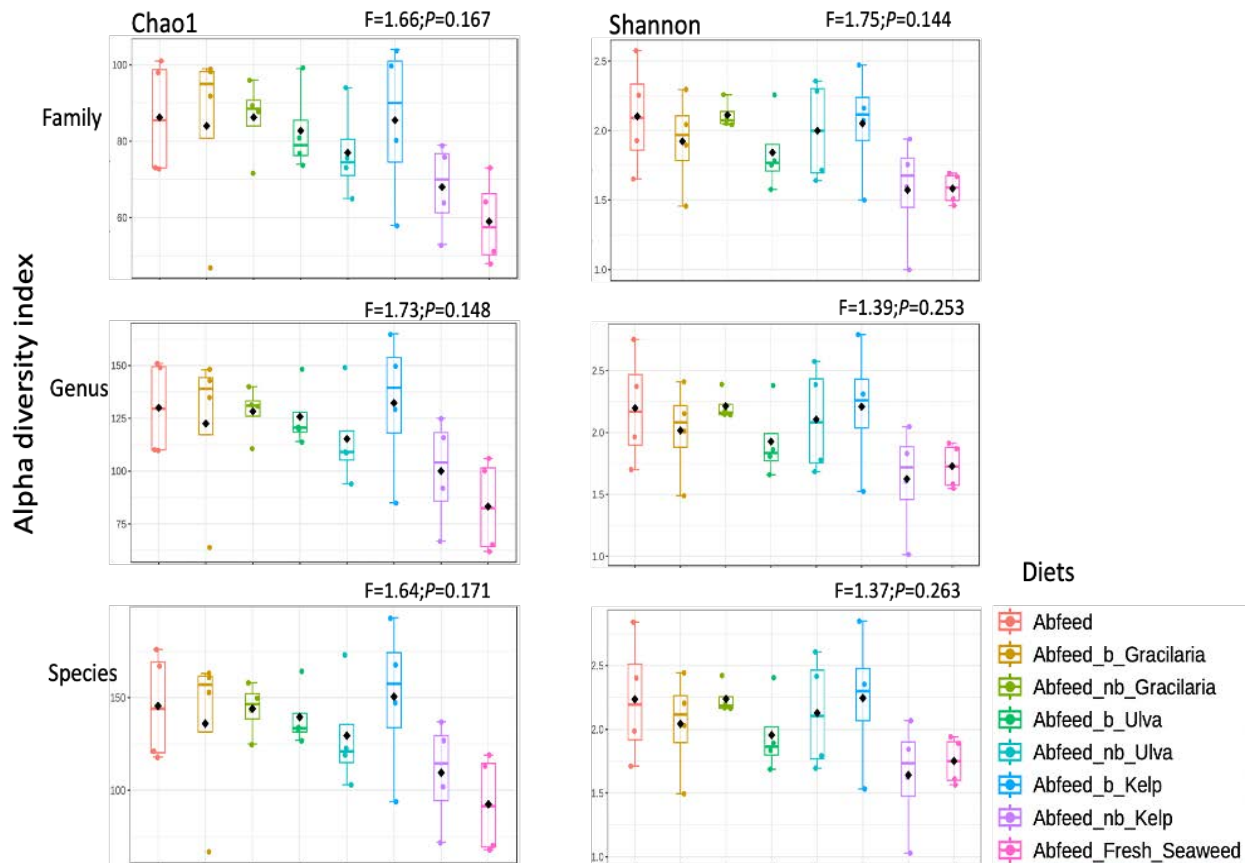 Chao1 F=1.66;P=0.167
Shannon F=1.75;P=0.144
Alpha diversity index
Family
100
80
60
2.5
2.0
1.5
1.0
F=1.73;P=0.148
F=1.39;P=0.253
Genus
150
125
100
75
2.5
2.0
1.5
1.0
F=1.64;P=0.171
F=1.37;P=0.263
Species
150
100
2.5
2.0
1.5
1.0
Diets
Abfeed
Abfeed_b_Gracilaria
Abfeed_nb_Gracilaria
Abfeed_b_Ulva
Abfeed_nb_Ulva
Abfeed_b_Kelp
Abfeed_nb_Kelp
Abfeed_Fresh_Seaweed